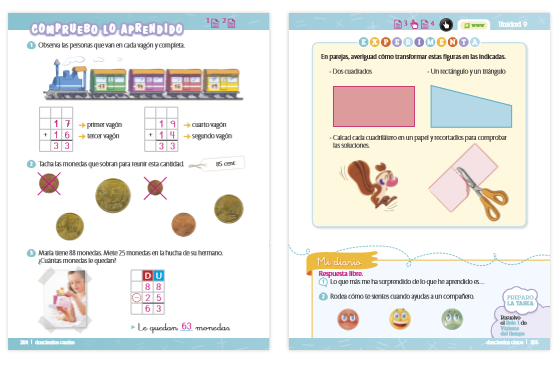 COMPRUEBO LO APRENDIDO
1 2
1 Observa las personas que van en cada vagón y completa.
17
14
16
19
1 7 → primer vagón
+ 1 6 → tercer vagón
3 3
1 9 → cuarto vagón
+ 1 4 → segundo vagón
3 3
2 Tacha las monedas que sobran para reunir esta cantidad.
85 cent
3 María tiene 88 monedas. Mete 25 monedas en la hucha de su hermano.
¿Cuántas monedas le quedan?
D U
8 8
- 2 5
6 3
Le quedan 63 monedas
204 doscientos cuatro
3 4
www
Unidad 9
EXPERIMENTA
En parejas, averiguad cómo transformar estas figuras en las indicadas.
- Dos cuadrados
- Un rectángulo y un triángulo
- Calcad cada cuadrilátero en un papel y recortadlos para comprobar
las soluciones.
Mi diario
Respuesta libre.
1 Lo que más me ha sorprendido de lo que he aprendido es…
2 Rodea cómo te sientes cuando ayudas a un compañero.
PREPARO
LA TAREA
Resuelvo
el Reto 1 de
Viajeros
del tiempo
doscientos cinco 205